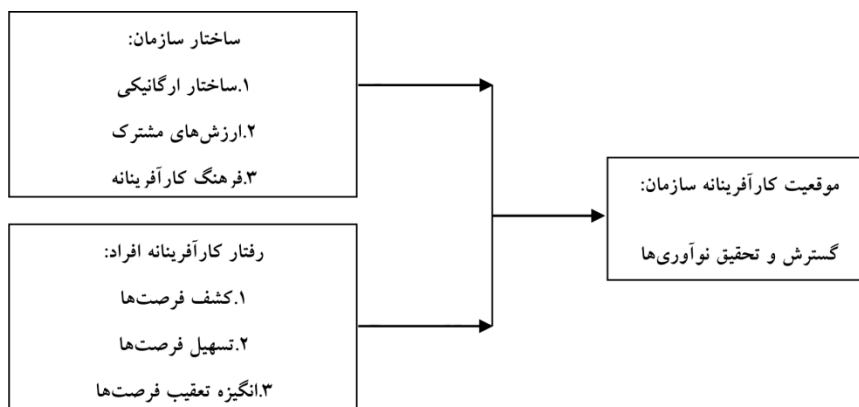 ساختار سازمان:
۱.ساختار ارگانیکی
۲.ارزش‌های مشترک
۳.فرهنگ کارآفرینانه
رفتار کارآفرینانه افراد:
۱.کشف فرصت‌ها
۲.تسهیل فرصت‌ها
۳.انگیزه تعقیب فرصت‌ها
موقعیت کارآفرینانه سازمان:
گسترش و تحقیق نوآوری‌ها